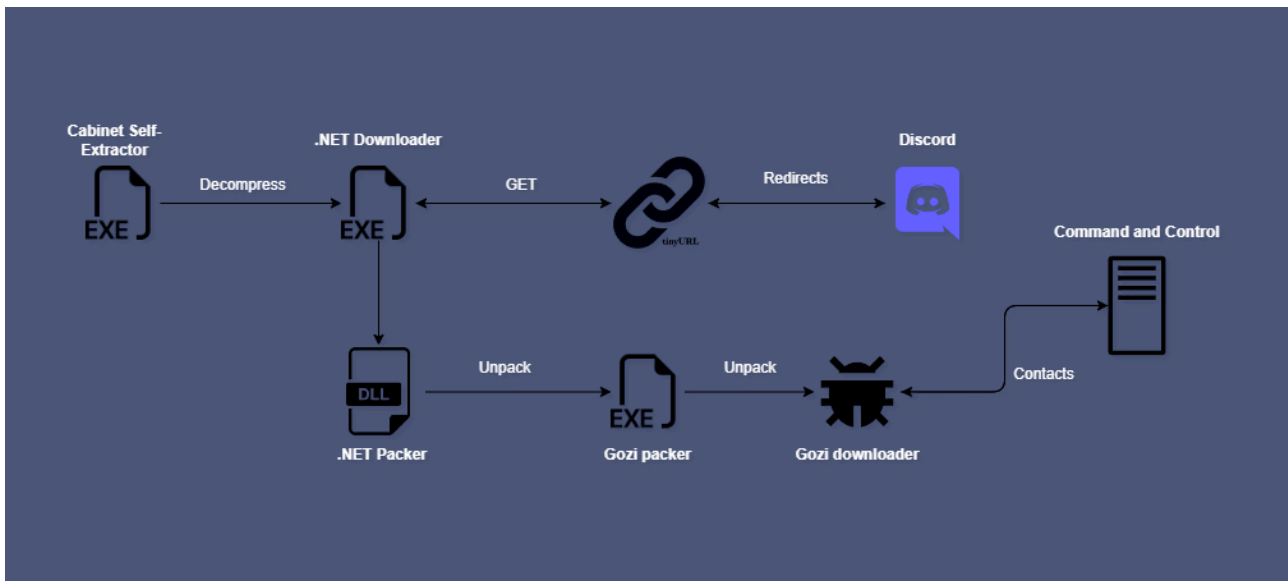 Cabinet Self-
Extractor
.NET Downloader
Discord
Decompress
GET
Redirects
EXE
EXE
tinyURL
Command and Control
DLL
Unpack
EXE
Unpack
Contacts
.NET Packer
Gozi packer
Gozi downloader